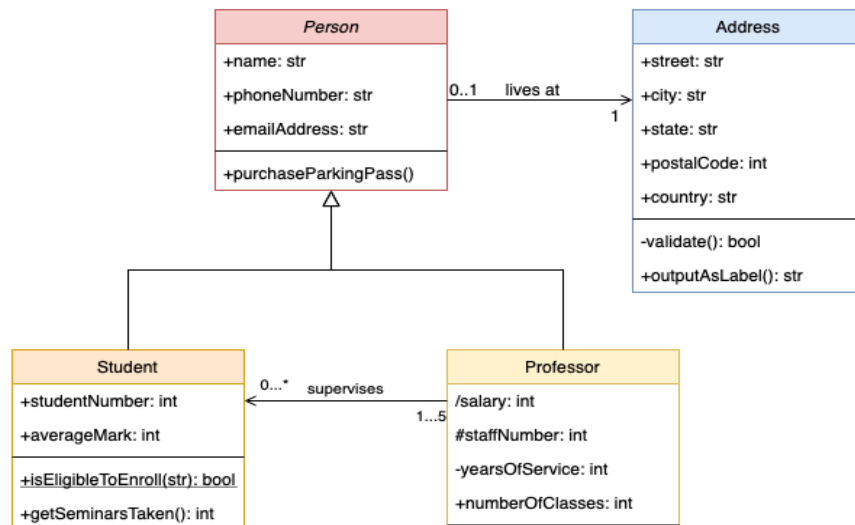 Person
+name: str
+phoneNumber: str
+emailAddress: str
+purchaseParkingPass()
0..1 lives at
1
Address
+street: str
+city: str
+state: str
+postalCode: int
+country: str
-validate(): bool
+outputAsLabel(): str
Student
+studentNumber: int
+averageMark: int
+isEligibleToEnroll(str): bool
+getSeminarsTaken(): int
0...* supervises
1...5
Professor
/salary: int
#staffNumber: int
-yearsOfService: int
+numberOfClasses: int